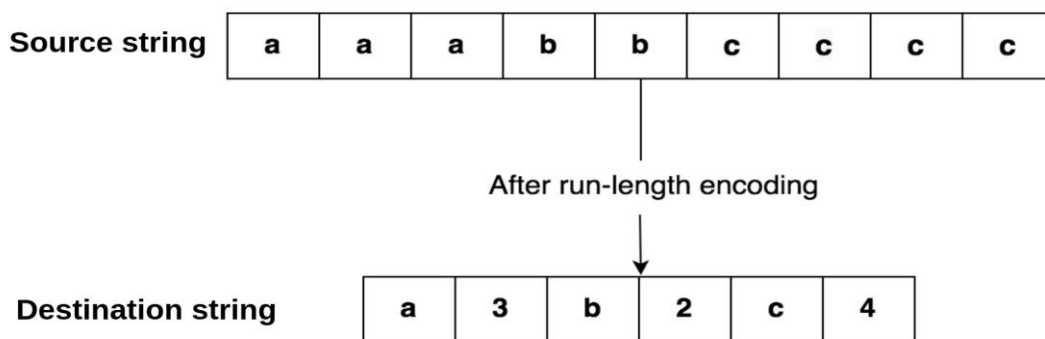 Source string a a a b b c c c c
After run-length encoding
Destination string a 3 b 2 c 4